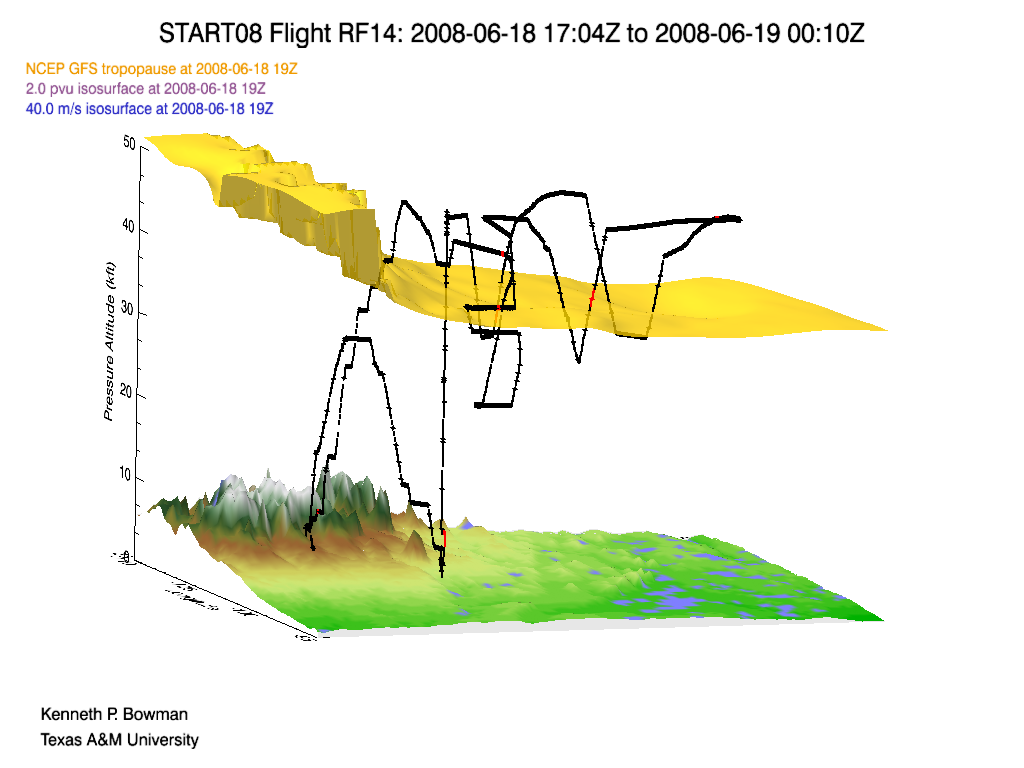 START08 Flight RF14: 2008-06-18 17:04Z to 2008-06-19 00:10Z
NCEP GFS tropopause at 2008-06-18 19Z
2.0 pvu isosurface at 2008-06-18 19Z
40.0 m/s isosurface at 2008-06-18 19Z
50
40
Pressure Altitude (kft)
30
20
10
Kenneth P. Bowman
Texas A&M University